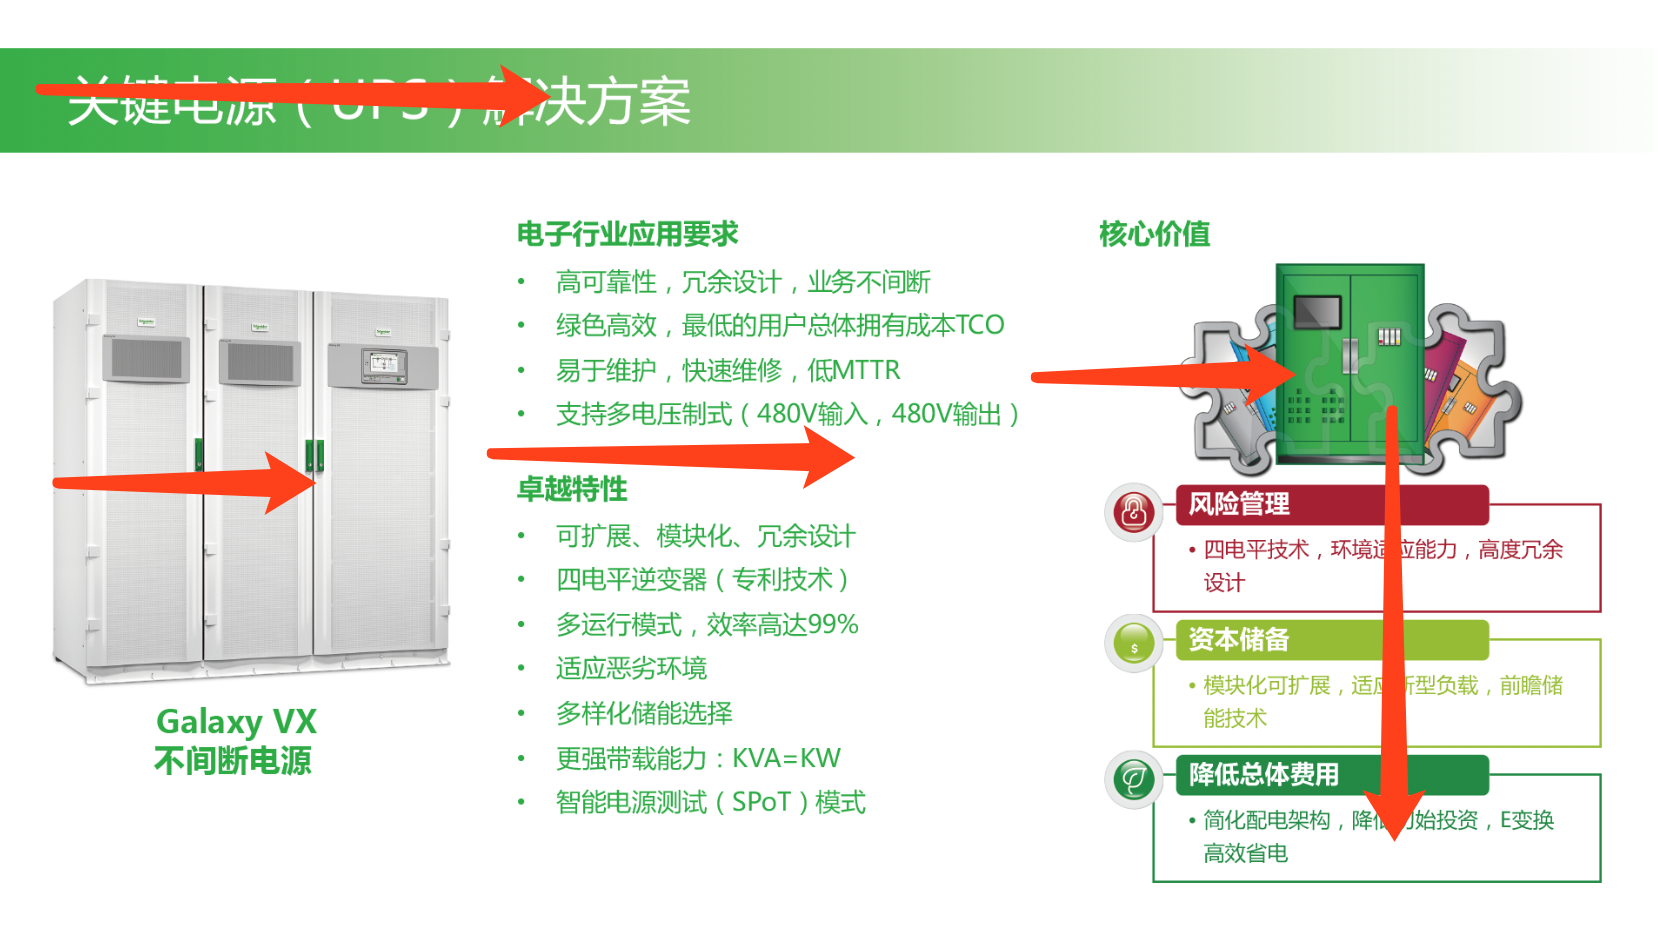 关键电源（UPS）解决方案
电子行业应用要求
• 高可靠性，冗余设计，业务不间断
• 绿色高效，最低的用户总体拥有成本TCO
• 易于维护，快速维修，低MTTR
• 支持多电压制式（480V输入，480V输出）
卓越特性
• 可扩展、模块化、冗余设计
• 四电平逆变器（专利技术）
• 多运行模式，效率高达99%
• 适应恶劣环境
• 多样化储能选择
• 更强带载能力：KVA=KW
• 智能电源测试（SPoT）模式
Galaxy VX
不间断电源
核心价值
风险管理
• 四电平技术，环境适应能力，高度冗余
设计
资本储备
$
• 模块化可扩展，适应新型负载，前瞻储
能技术
降低总体费用
• 简化配电架构，降低初始投资，E变换
高效省电